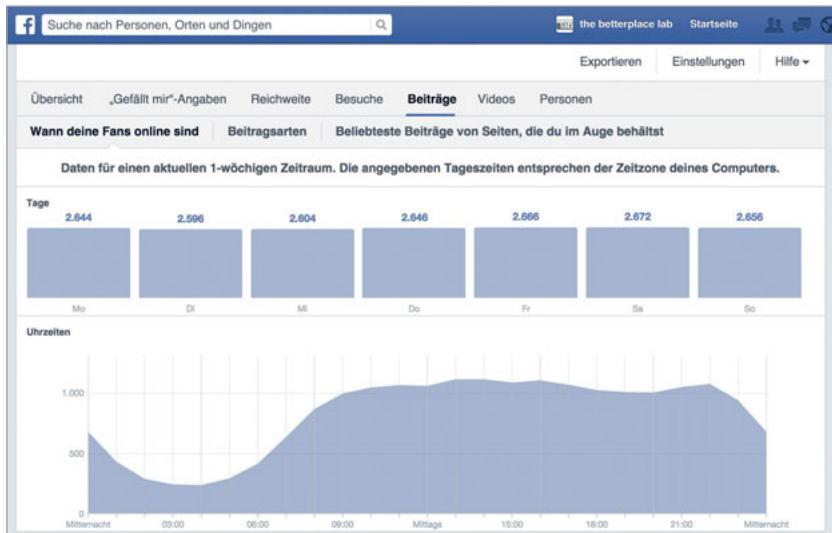 f Suche nach Personen, Orten und Dingen the betterplace lab Startseite
Exportieren Einstellungen Hilfe
Übersicht „Gefällt mir"-Angaben Reichweite Besuche Beiträge Videos Personen
Wann deine Fans online sind Beitragsarten Beliebteste Beiträge von Seiten, die du im Auge behältst
Daten für einen aktuellen 1-wöchigen Zeitraum. Die angegebenen Tageszeiten entsprechen der Zeitzone deines Computers.
Tage
2.644 2.596 2.604 2.646 2.666 2.672 2.656
Mo Di Mi Do Fr Sa So
Uhrzeiten
1.000
500
0
Mitternacht 03:00 06:00 09:00 Mittags 15:00 18:00 21:00 Mitternacht